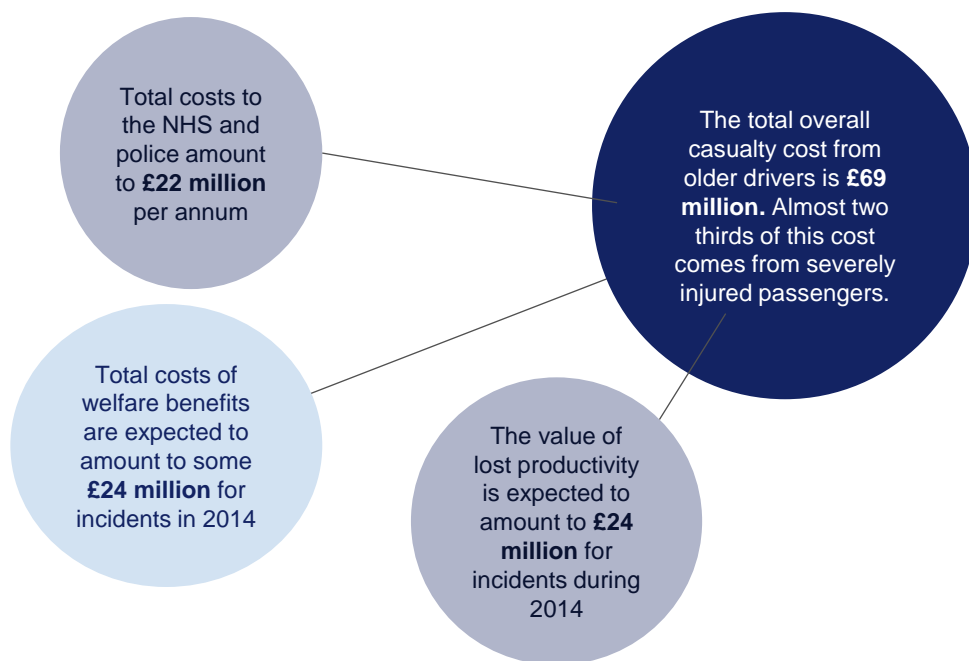 Total costs to
the NHS and
police amount
to £22 million
per annum
The total overall
casualty cost from
older drivers is £69
million. Almost two
thirds of this cost
comes from severely
injured passengers.
Total costs of
welfare benefits
are expected to
amount to some
£24 million for
incidents in 2014
The value of
lost productivity
is expected to
amount to £24
million for
incidents during
2014